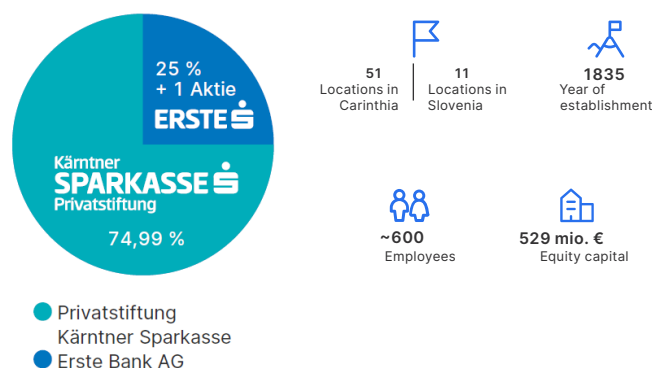 25 %
+ 1 Aktie
ERSTE
Kärntner
SPARKASSE
Privatstiftung
74,99 %
Privatstiftung
Kärntner Sparkasse
Erste Bank AG
51
Locations in
Carinthia
11
Locations in
Slovenia
1835
Year of
establishment
~600
Employees
529 mio. €
Equity capital